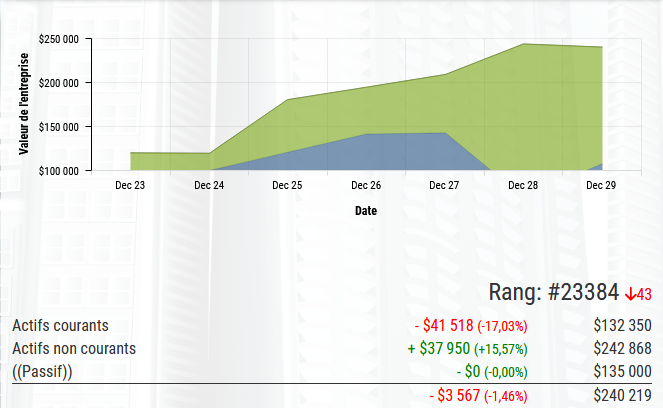 Valeur de l'entreprise
$250 000
$200 000
$150 000
$100 000
Dec 23 Dec 24 Dec 25 Dec 26 Dec 27 Dec 28 Dec 29
Date
Rang: #23384 ↓43
Actifs courants - $41 518 (-17,03%) $132 350
Actifs non courants + $37 950 (+15,57%) $242 868
((Passif)) - $0 (-0,00%) $135 000
- $3 567 (-1,46%) $240 219